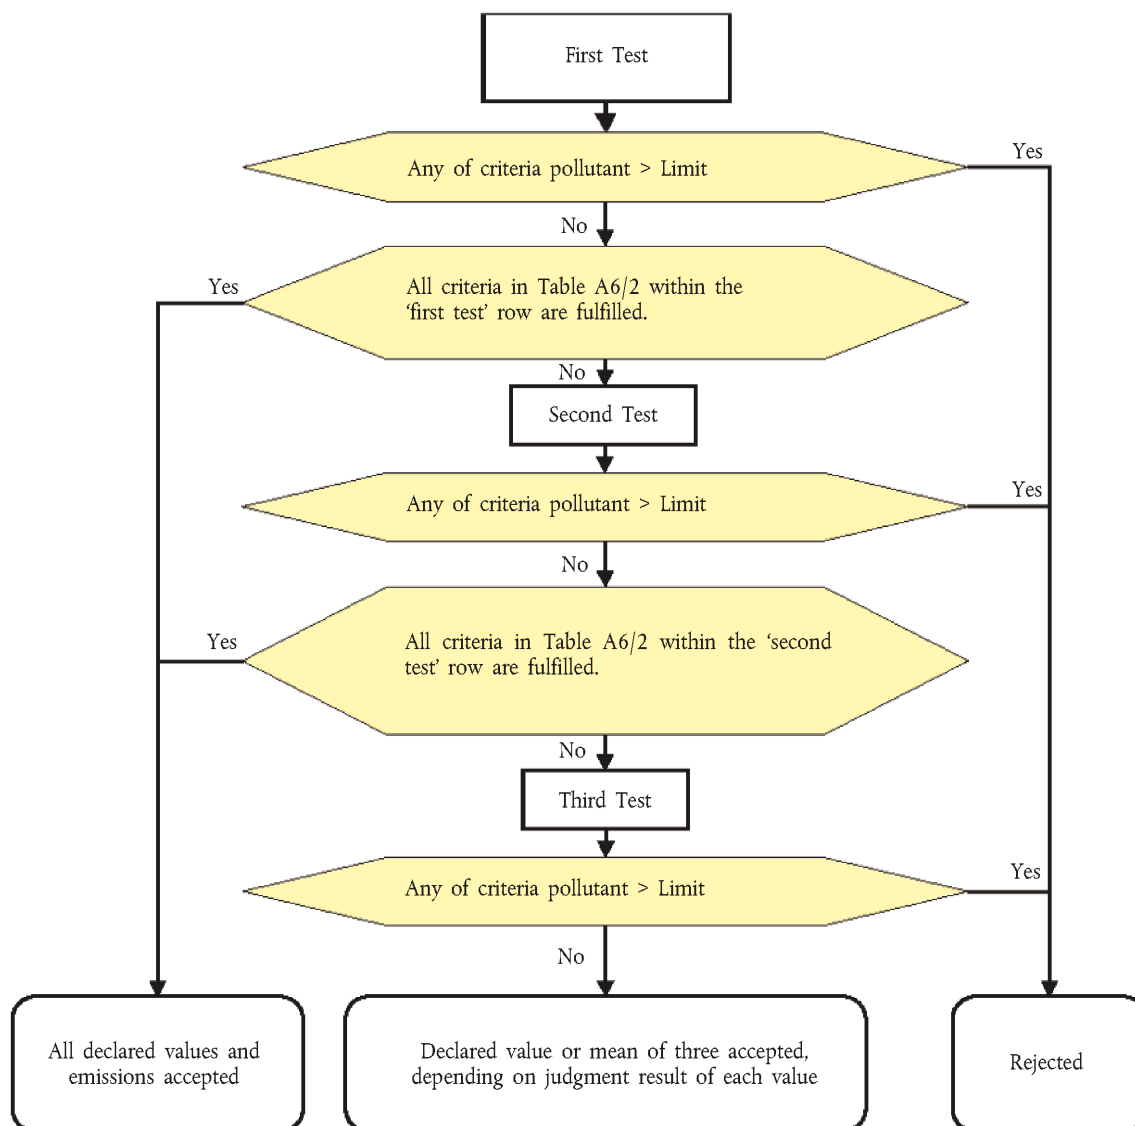 First Test
Any of criteria pollutant > Limit
Yes
No
Yes
All criteria in Table A6/2 within the
‘first test’ row are fulfilled.
No
Second Test
Any of criteria pollutant > Limit
Yes
No
Yes
All criteria in Table A6/2 within the ‘second
test’ row are fulfilled.
No
Third Test
Any of criteria pollutant > Limit
Yes
No
All declared values and
emissions accepted
Declared value or mean of three accepted,
depending on judgment result of each value
Rejected